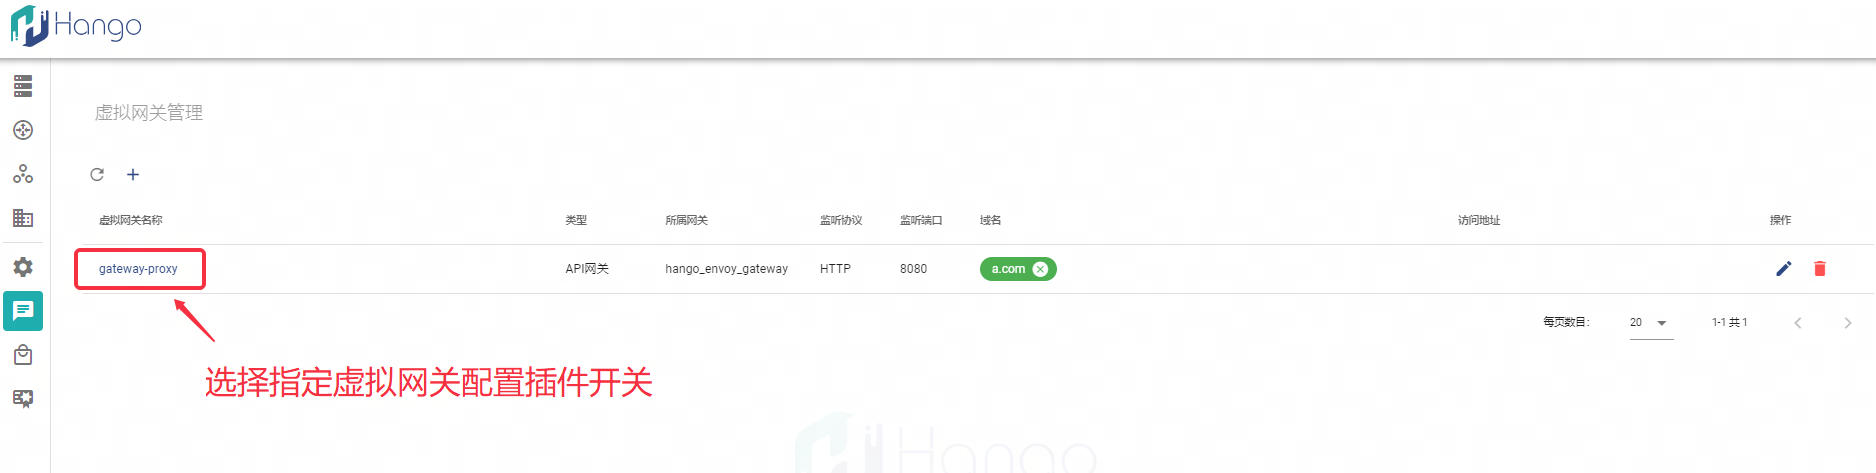 Hango
虚拟网关管理
虚拟网关名称 类型 所属网关 监听协议 监听端口 域名 访问地址 操作
gateway-proxy API网关 hango_envoy_gateway HTTP 8080 a.com
每页数目: 20 1-1 共 1
选择指定虚拟网关配置插件开关
Hango